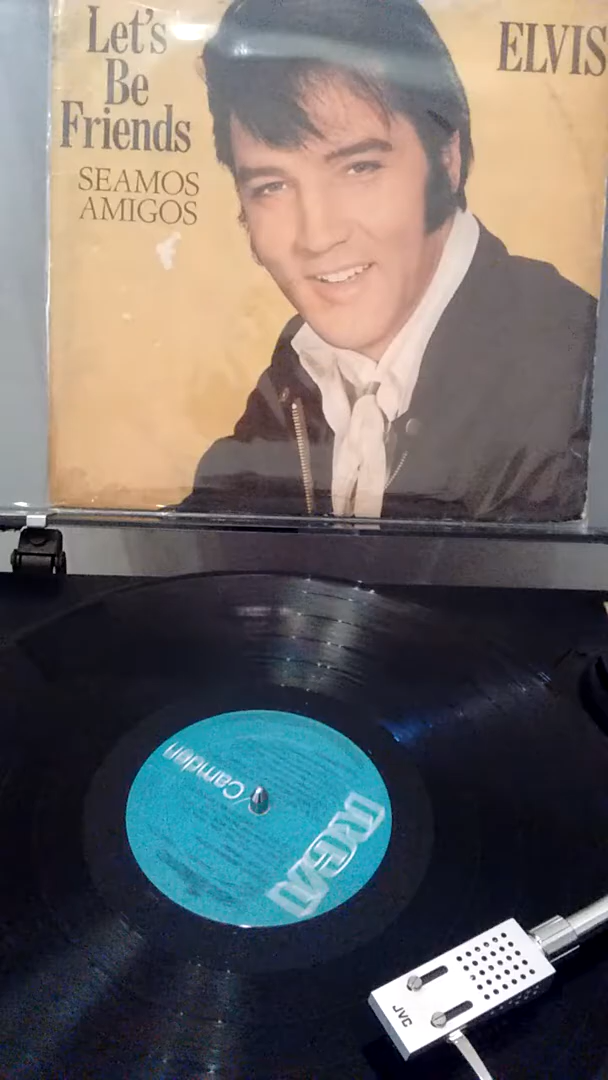 Let's
Be
Friends
SEAMOS
AMIGOS
ELVIS
RCA
Camden
JVC